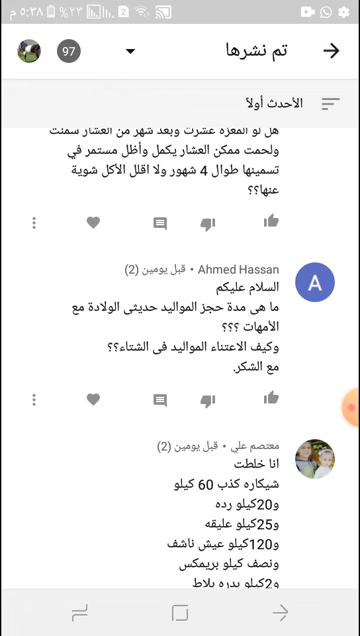 ٥:٣٨ م ٢٣%
تم نشرها
97
الأحدث أولاً
هل لو المعزه عشرت وبعد شهر من العشار سمنت
ولحمت ممكن العشار يكمل وأظل مستمر في
تسمينها طوال 4 شهور ولا اقلل الأكل شوية
عنها؟؟
Ahmed Hassan • قبل يومين (2)
A
السلام عليكم
ما هى مدة حجز المواليد حديثى الولادة مع
الأمهات ؟؟؟
وكيف الاعتناء المواليد فى الشتاء؟؟
مع الشكر.
معتصم علي • قبل يومين (2)
انا خلطت
شيكاره كذب 60 كيلو
و20كيلو رده
و25كيلو عليقه
و120كيلو عيش ناشف
ونصف كيلو بريمكس
و2كيلو بدره بلاط